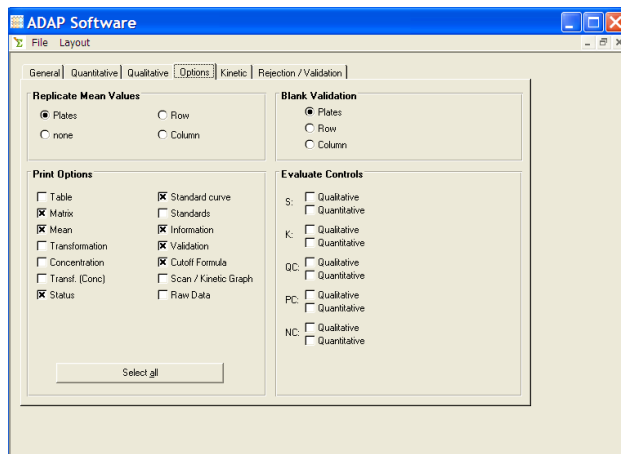 ADAP Software
File Layout
General Quantitative Qualitative Options Kinetic Rejection / Validation
Replicate Mean Values
Plates Row
none Column
Blank Validation
Plates
Row
Column
Print Options
Table Standard curve
Matrix Standards
Mean Information
Transformation Validation
Concentration Cutoff Formula
Transf. (Conc) Scan / Kinetic Graph
Status Raw Data
Select all
Evaluate Controls
S: Qualitative
Quantitative
K: Qualitative
Quantitative
QC: Qualitative
Quantitative
PC: Qualitative
Quantitative
NC: Qualitative
Quantitative